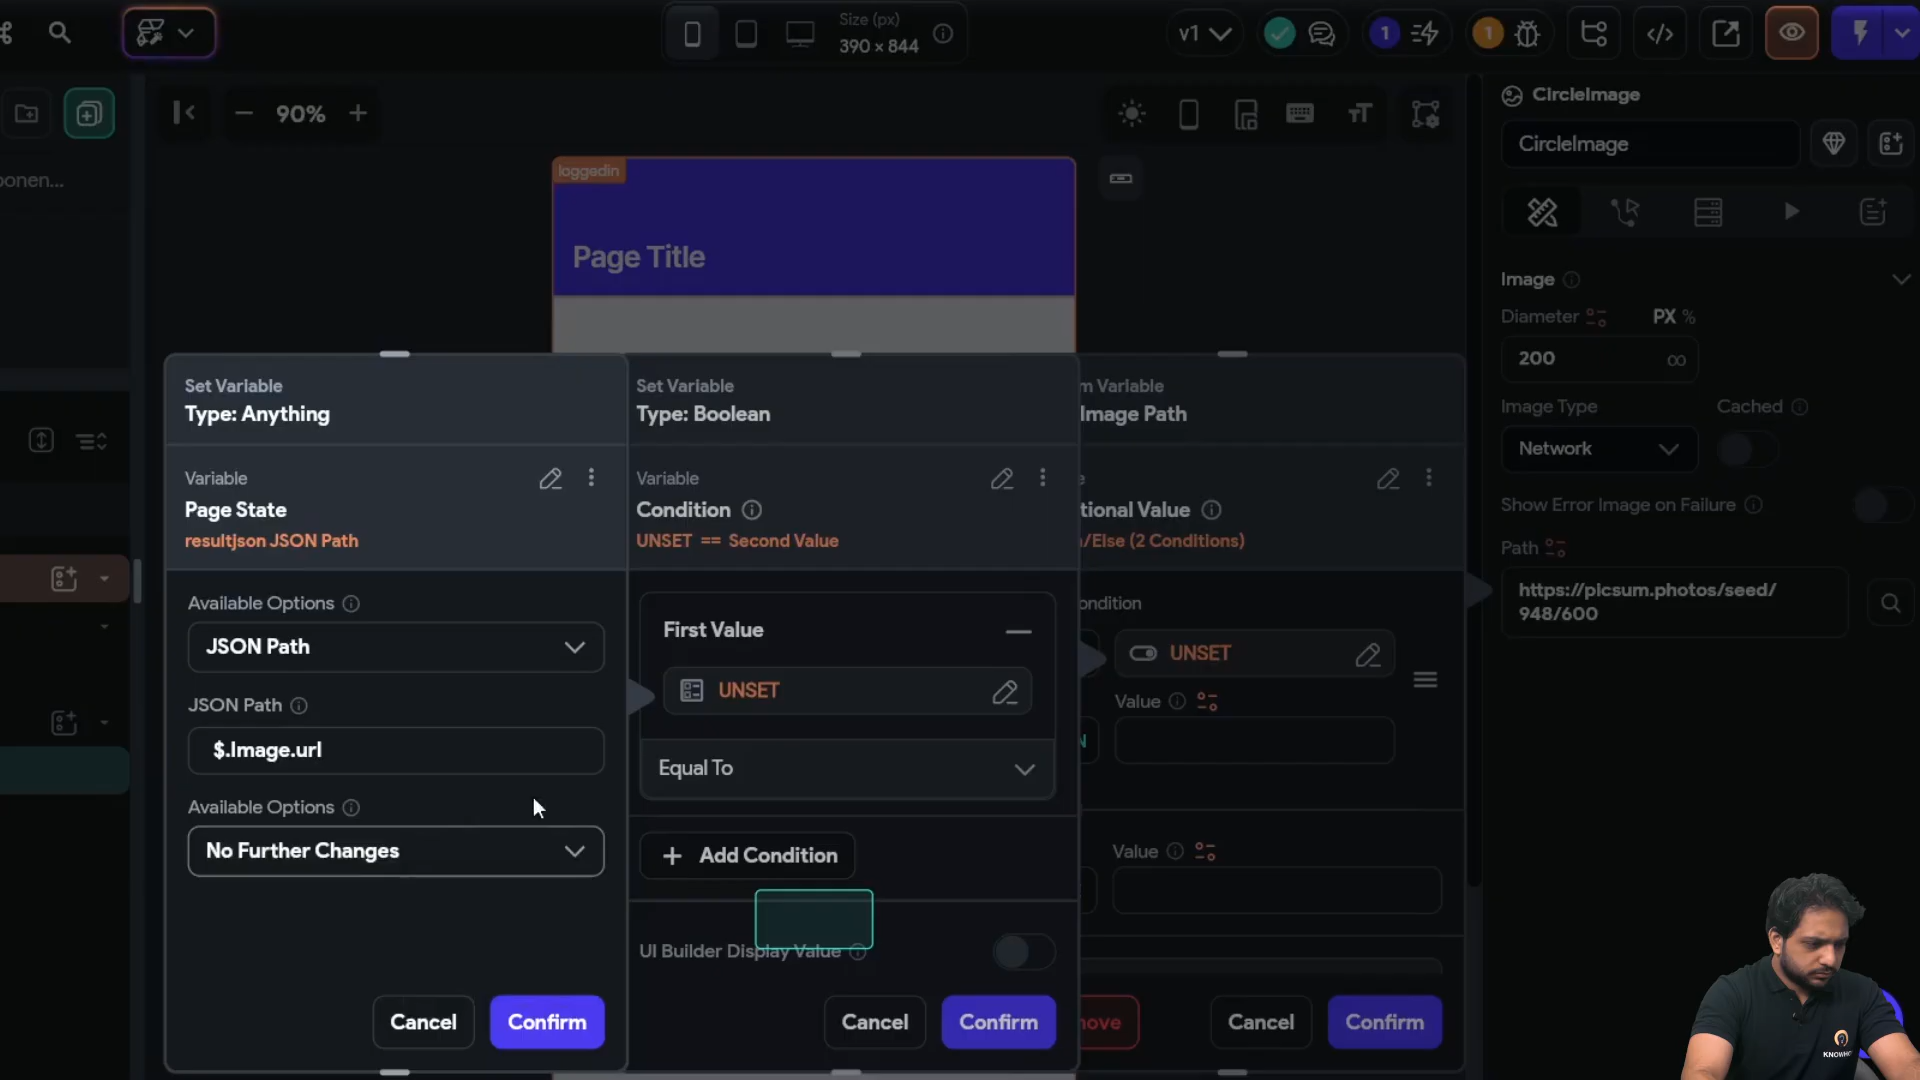 Size (px)
390 × 844
v1
1
1
90%
CircleImage
CircleImage
ponen...
loggedin
Page Title
Image
Diameter
PX %
200
Image Type
Cached
Network
Show Error Image on Failure
Path
https://picsum.photos/seed/
948/600
Set Variable
Type: Anything
Variable
Page State
resultjson JSON Path
Available Options
JSON Path
JSON Path
$.Image.url
Available Options
No Further Changes
Cancel
Confirm
Set Variable
Type: Boolean
Variable
Condition
UNSET == Second Value
First Value
UNSET
Equal To
Add Condition
UI Builder Display Value
Cancel
Confirm
m Variable
Image Path
e
tional Value
/Else (2 Conditions)
ondition
UNSET
Value
N
Value
ove
Cancel
Confirm